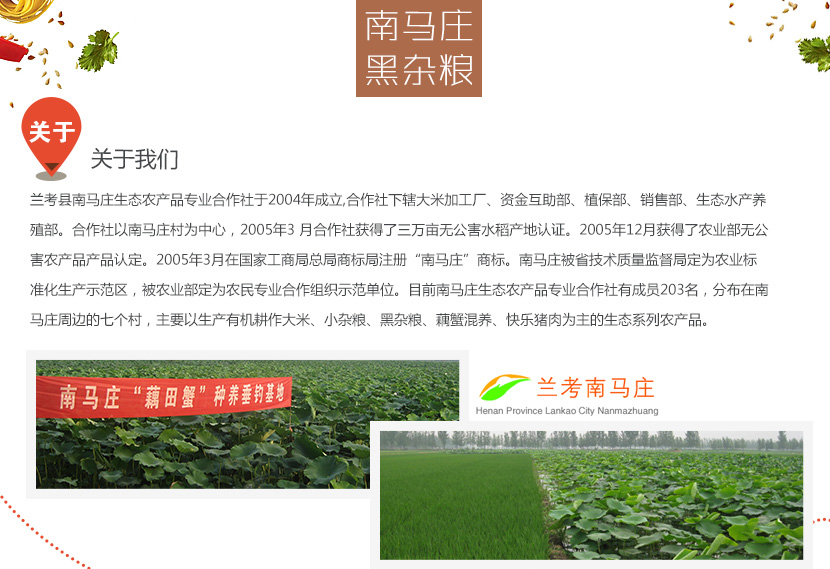 南马庄
黑杂粮
关于
关于我们
兰考县南马庄生态农产品专业合作社于2004年成立,合作社下辖大米加工厂、资金互助部、植保部、销售部、生态水产养
殖部。合作社以南马庄村为中心，2005年3 月合作社获得了三万亩无公害水稻产地认证。2005年12月获得了农业部无公
害农产品产品认定。2005年3月在国家工商局总局商标局注册“南马庄”商标。南马庄被省技术质量监督局定为农业标
准化生产示范区，被农业部定为农民专业合作组织示范单位。目前南马庄生态农产品专业合作社有成员203名，分布在南
马庄周边的七个村，主要以生产有机耕作大米、小杂粮、黑杂粮、藕蟹混养、快乐猪肉为主的生态系列农产品。
南马庄“藕田蟹”种养垂钓基地
兰考南马庄
Henan Province Lankao City Nanmazhuang